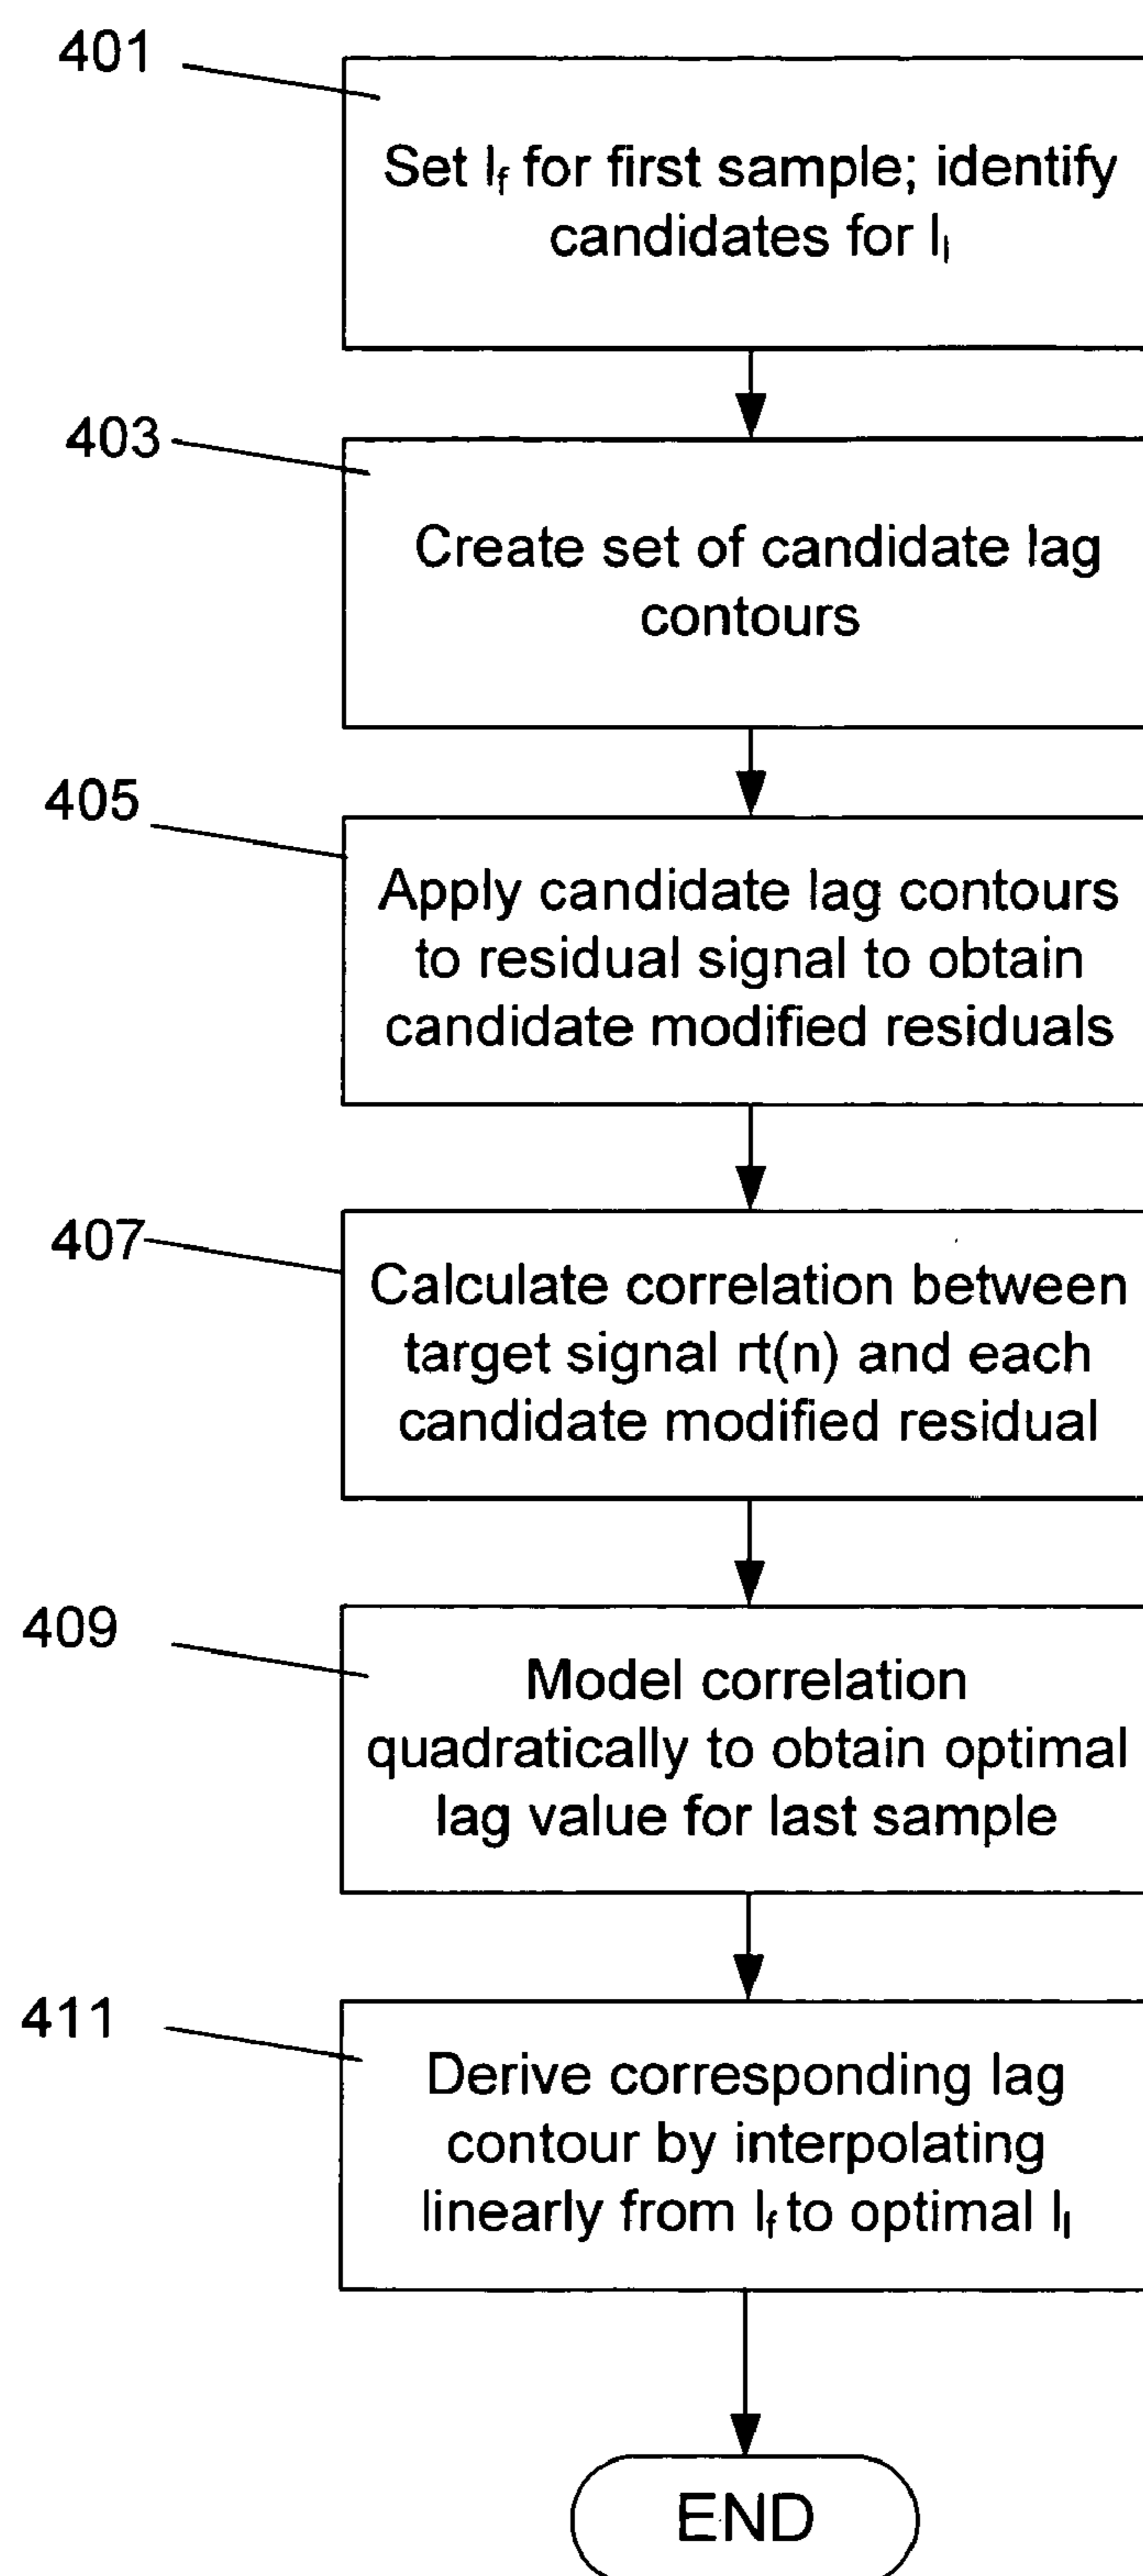 401
Set lf for first sample; identify
candidates for ll
403
Create set of candidate lag
contours
405
Apply candidate lag contours
to residual signal to obtain
candidate modified residuals
407
Calculate correlation between
target signal rt(n) and each
candidate modified residual
409
Model correlation
quadratically to obtain optimal
lag value for last sample
411
Derive corresponding lag
contour by interpolating
linearly from lf to optimal ll
END